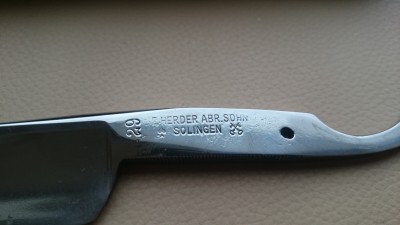 F. HERDER ABR. SOHN
SOLINGEN
62